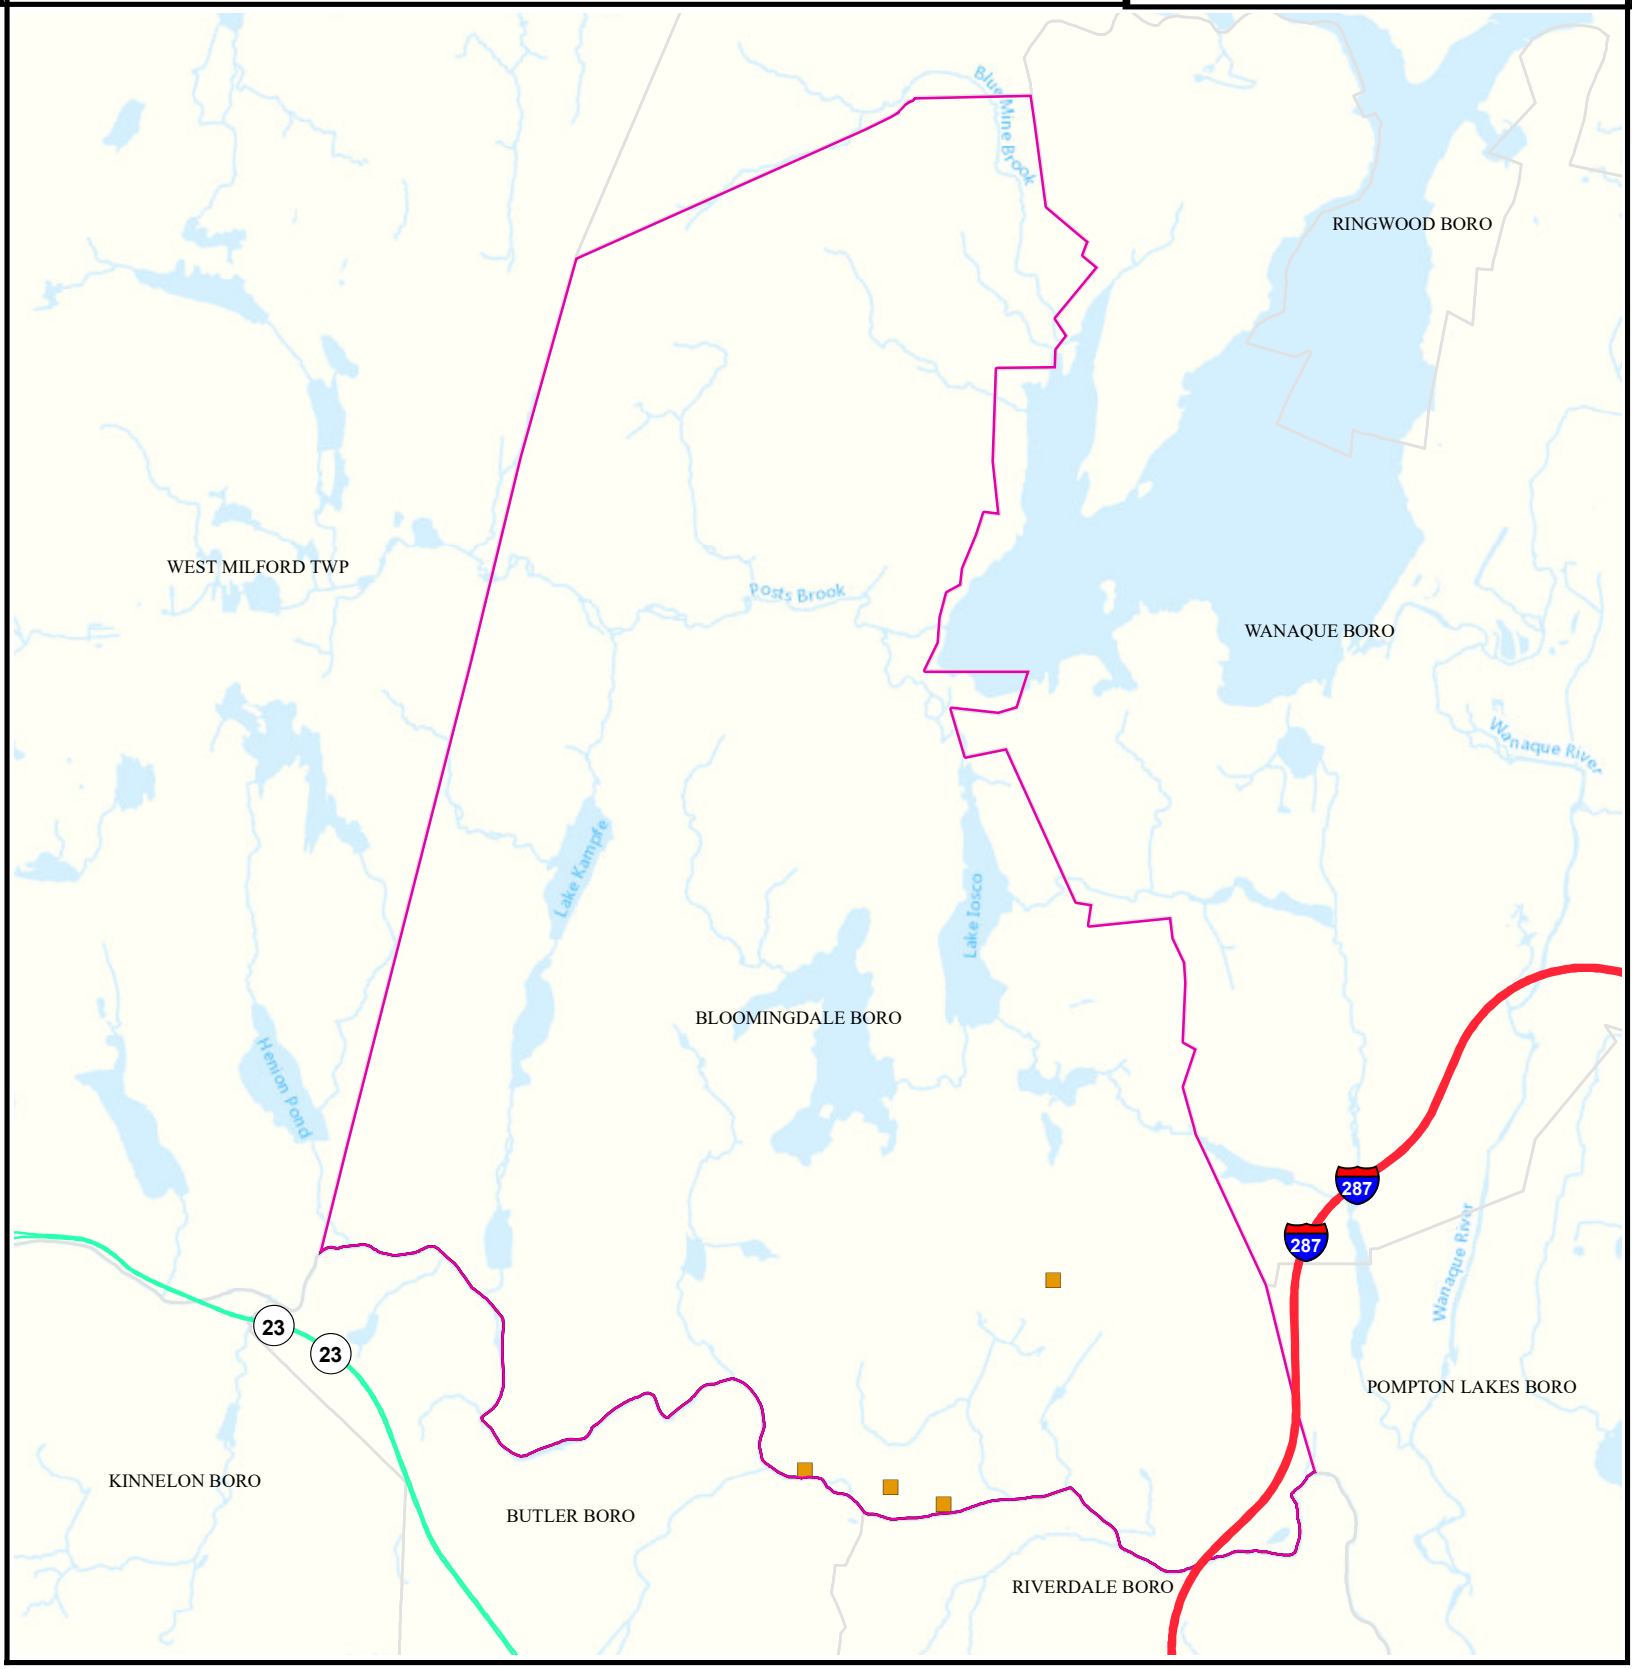 Blue Mine Brook
RINGWOOD BORO
WEST MILFORD TWP
Posts Brook
WANAQUE BORO
Wanaque River
Lake Kampfe
Lake Iosco
BLOOMINGDALE BORO
Henion Pond
287
287
Wanaque River
23
23
POMPTON LAKES BORO
KINNELON BORO
BUTLER BORO
RIVERDALE BORO